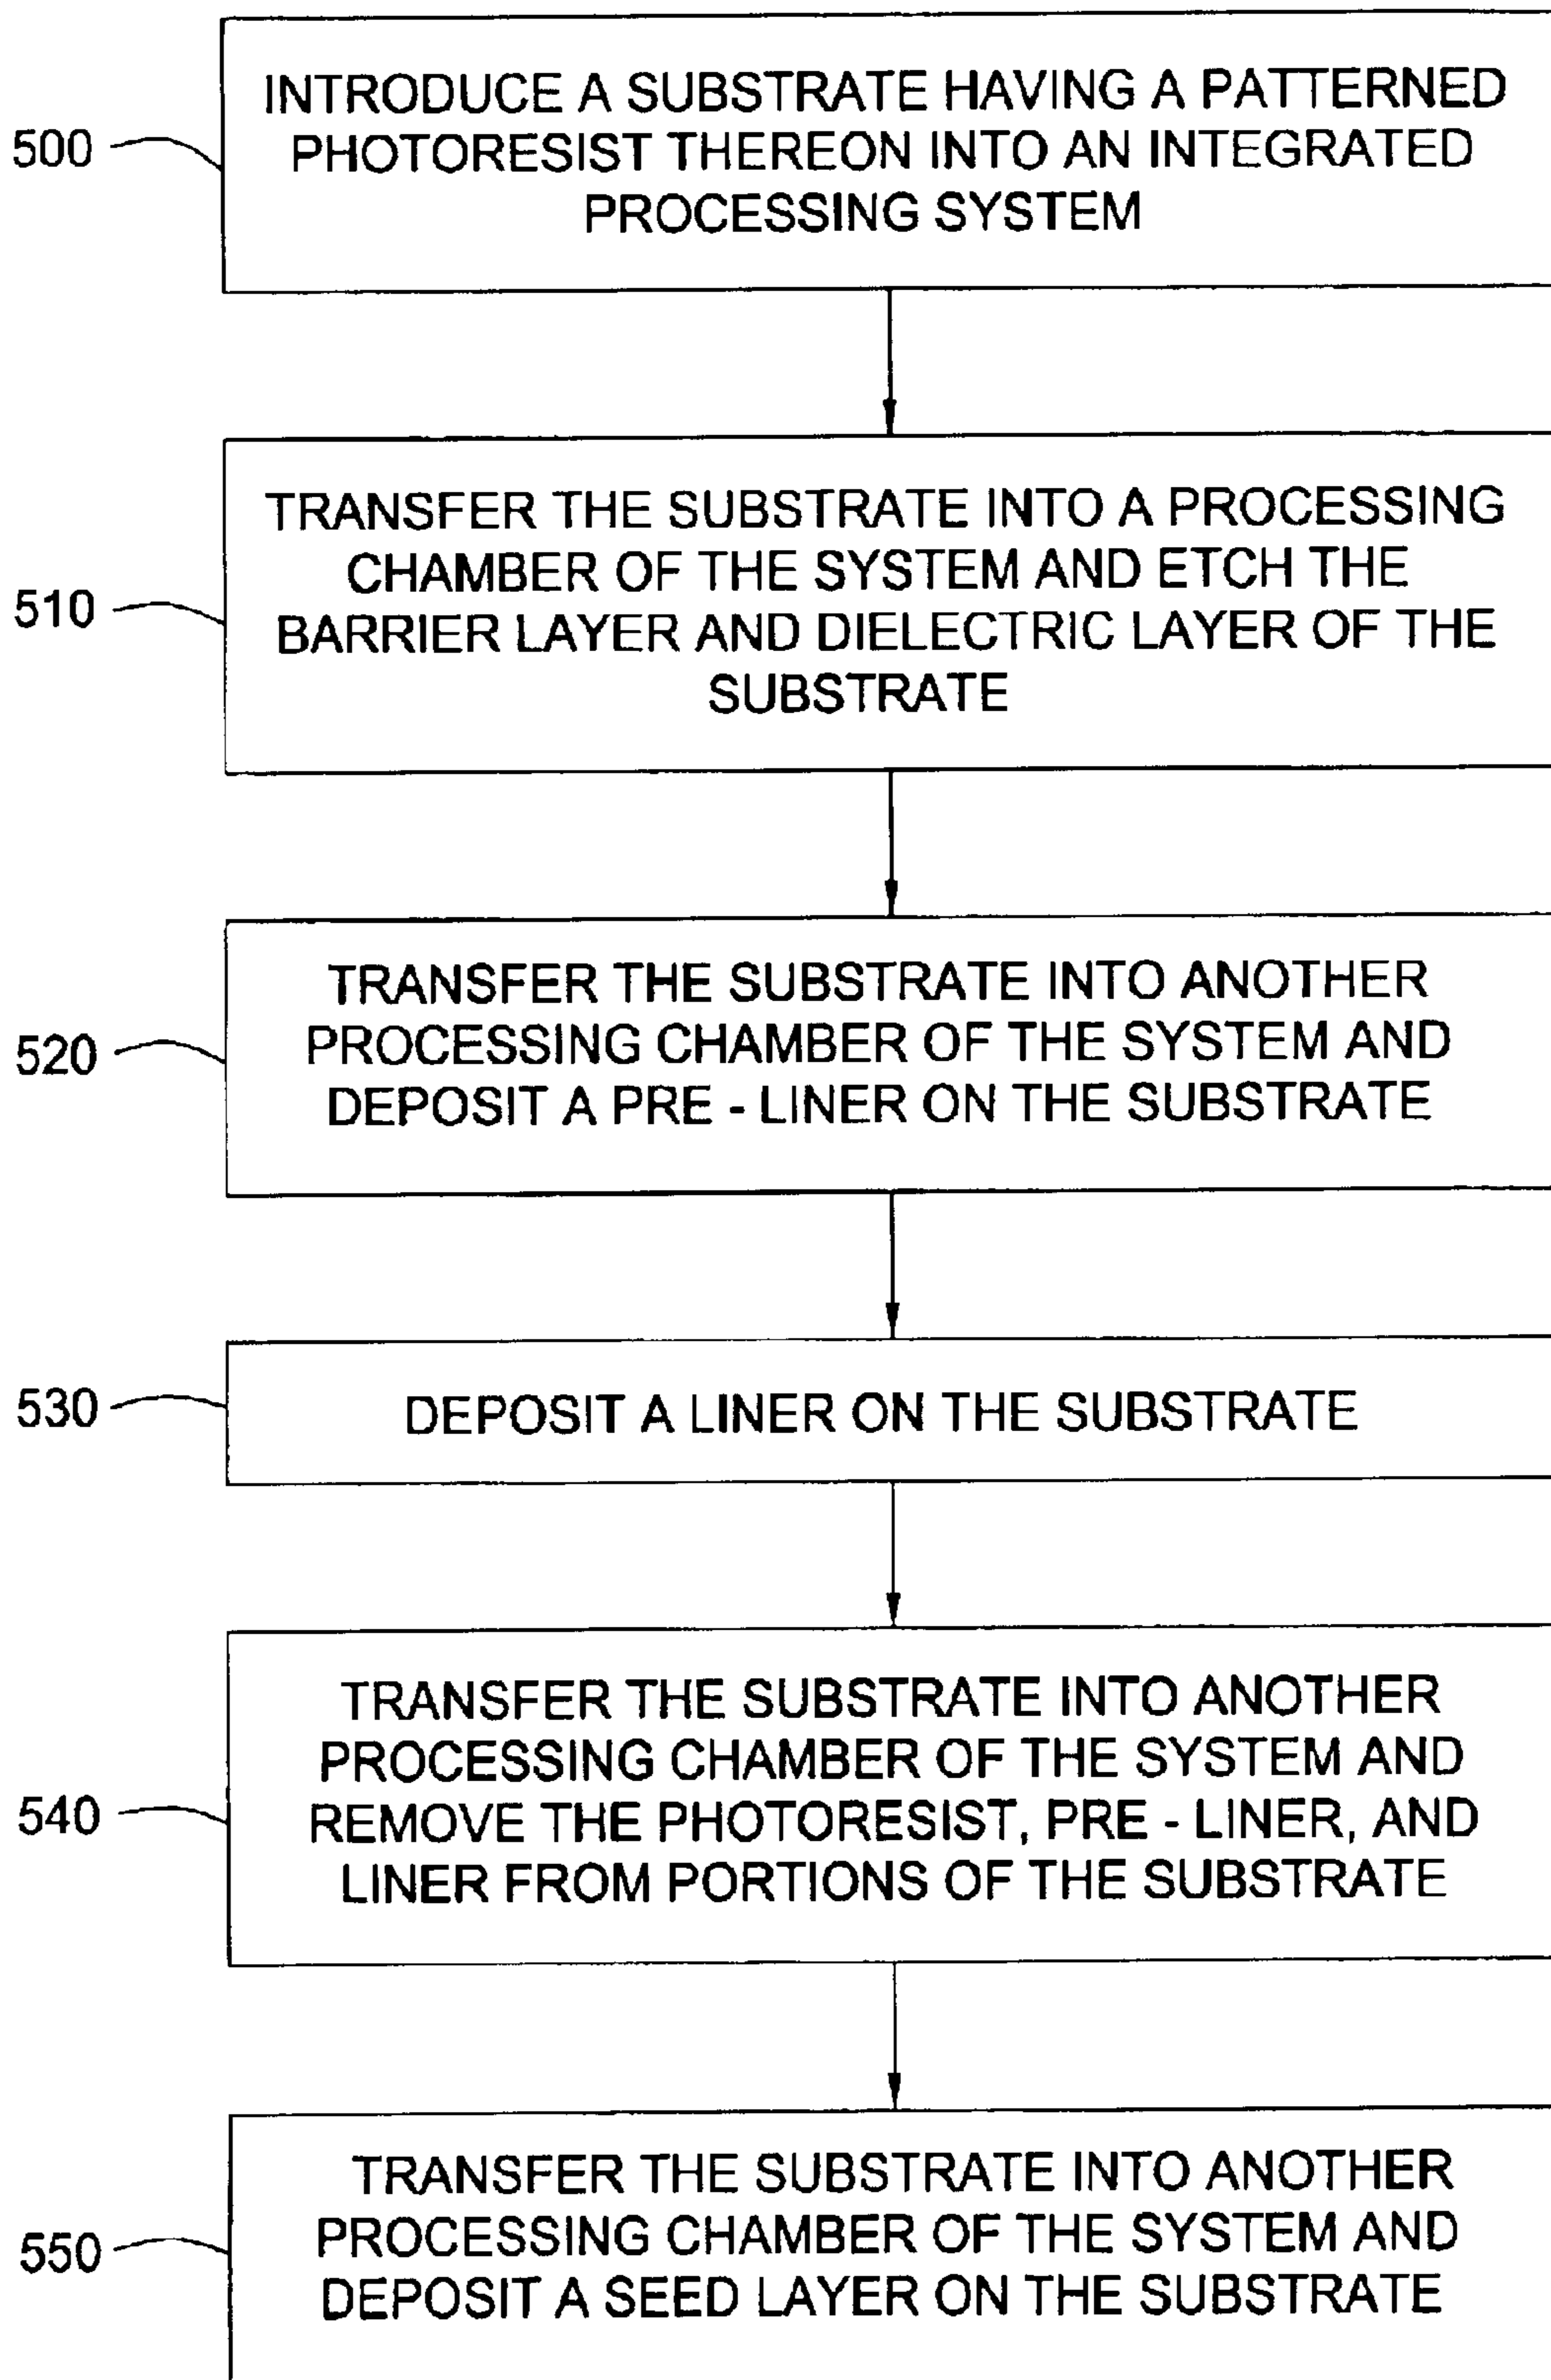 500
INTRODUCE A SUBSTRATE HAVING A PATTERNED
PHOTORESIST THEREON INTO AN INTEGRATED
PROCESSING SYSTEM
510
TRANSFER THE SUBSTRATE INTO A PROCESSING
CHAMBER OF THE SYSTEM AND ETCH THE
BARRIER LAYER AND DIELECTRIC LAYER OF THE
SUBSTRATE
520
TRANSFER THE SUBSTRATE INTO ANOTHER
PROCESSING CHAMBER OF THE SYSTEM AND
DEPOSIT A PRE - LINER ON THE SUBSTRATE
530
DEPOSIT A LINER ON THE SUBSTRATE
540
TRANSFER THE SUBSTRATE INTO ANOTHER
PROCESSING CHAMBER OF THE SYSTEM AND
REMOVE THE PHOTORESIST, PRE - LINER, AND
LINER FROM PORTIONS OF THE SUBSTRATE
550
TRANSFER THE SUBSTRATE INTO ANOTHER
PROCESSING CHAMBER OF THE SYSTEM AND
DEPOSIT A SEED LAYER ON THE SUBSTRATE